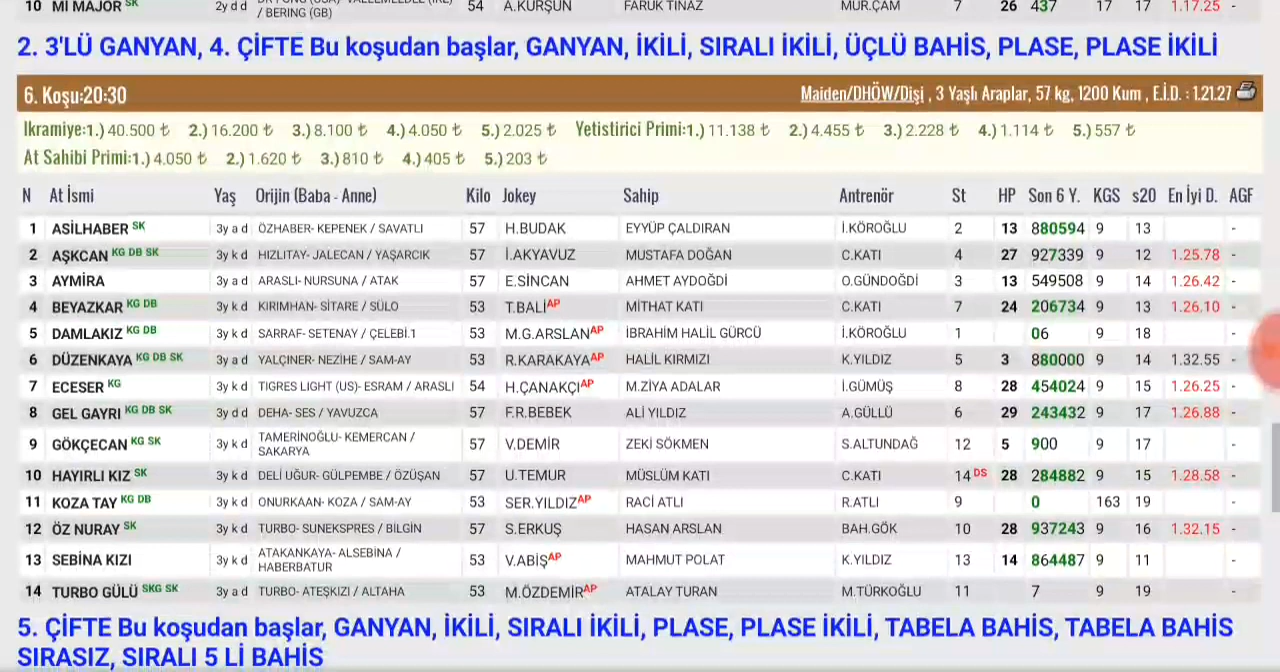 10 MI MAJOR SK 2y d d / BERING (GB) 54 A.KURŞUN FARUK TINAZ MUR.ÇAM 7 26 437 17 17 1.17.25 -
2. 3'LÜ GANYAN, 4. ÇİFTE Bu koşudan başlar, GANYAN, İKİLİ, SIRALI İKİLİ, ÜÇLÜ BAHİS, PLASE, PLASE İKİLİ
6. Koşu:20:30 Maiden/DHÖW/Dişi , 3 Yaşlı Araplar, 57 kg, 1200 Kum , E.İ.D. : 1.21.27
Ikramiye:1.) 40.500 ₺ 2.) 16.200 ₺ 3.) 8.100 ₺ 4.) 4.050 ₺ 5.) 2.025 ₺ Yetistirici Primi:1.) 11.138 ₺ 2.) 4.455 ₺ 3.) 2.228 ₺ 4.) 1.114 ₺ 5.) 557 ₺
At Sahibi Primi:1.) 4.050 ₺ 2.) 1.620 ₺ 3.) 810 ₺ 4.) 405 ₺ 5.) 203 ₺
N At İsmi Yaş Orijin (Baba - Anne) Kilo Jokey Sahip Antrenör St HP Son 6 Y. KGS s20 En İyi D. AGF
1 ASİLHABER SK 3y a d ÖZHABER- KEPENEK / SAVATLI 57 H.BUDAK EYYÜP ÇALDIRAN İ.KÖROĞLU 2 13 880594 9 13 -
2 AŞKCAN KG DB SK 3y k d HIZLITAY- JALECAN / YAŞARCIK 57 İ.AKYAVUZ MUSTAFA DOĞAN C.KATI 4 27 927339 9 12 1.25.78 -
3 AYMİRA 3y a d ARASLI- NURSUNA / ATAK 57 E.SİNCAN AHMET AYDOĞDİ O.GÜNDOĞDİ 3 13 549508 9 14 1.26.42 -
4 BEYAZKAR KG DB 3y k d KIRIMHAN- SİTARE / SÜLO 53 T.BALİAP MİTHAT KATI C.KATI 7 24 206734 9 13 1.26.10 -
5 DAMLAKIZ KG DB 3y k d SARRAF- SETENAY / ÇELEBİ.1 53 M.G.ARSLANAP İBRAHİM HALİL GÜRCÜ İ.KÖROĞLU 1 06 9 18 -
6 DÜZENKAYA KG DB SK 3y a d YALÇINER- NEZİHE / SAM-AY 53 R.KARAKAYAAP HALİL KIRMIZI K.YILDIZ 5 3 880000 9 14 1.32.55 -
7 ECESER KG 3y k d TIGRES LIGHT (US)- ESRAM / ARASLI 54 H.ÇANAKÇIAP M.ZİYA ADALAR İ.GÜMÜŞ 8 28 454024 9 15 1.26.25 -
8 GEL GAYRI KG DB SK 3y d d DEHA- SES / YAVUZCA 57 F.R.BEBEK ALİ YILDIZ A.GÜLLÜ 6 29 243432 9 17 1.26.88 -
9 GÖKÇECAN KG SK 3y k d TAMERİNOĞLU- KEMERCAN / SAKARYA 57 V.DEMİR ZEKİ SÖKMEN S.ALTUNDAĞ 12 5 900 9 17 -
10 HAYIRLI KIZ SK 3y k d DELİ UĞUR- GÜLPEMBE / ÖZÜŞAN 57 U.TEMUR MÜSLÜM KATI C.KATI 14 DS 28 284882 9 15 1.28.58 -
11 KOZA TAY KG DB 3y k d ONURKAAN- KOZA / SAM-AY 53 SER.YILDIZAP RACİ ATLI R.ATLI 9 0 163 19 -
12 ÖZ NURAY SK 3y k d TURBO- SUNEKSPRES / BİLGİN 57 S.ERKUŞ HASAN ARSLAN BAH.GÖK 10 28 937243 9 16 1.32.15 -
13 SEBİNA KIZI 3y k d ATAKANKAYA- ALSEBİNA / HABERBATUR 53 V.ABİŞAP MAHMUT POLAT K.YILDIZ 13 14 864487 9 11 -
14 TURBO GÜLÜ SKG SK 3y a d TURBO- ATEŞKIZI / ALTAHA 53 M.ÖZDEMİRAP ATALAY TURAN M.TÜRKOĞLU 11 7 9 19 -
5. ÇİFTE Bu koşudan başlar, GANYAN, İKİLİ, SIRALI İKİLİ, PLASE, PLASE İKİLİ, TABELA BAHİS, TABELA BAHİS
SIRASIZ, SIRALI 5 Lİ BAHİS